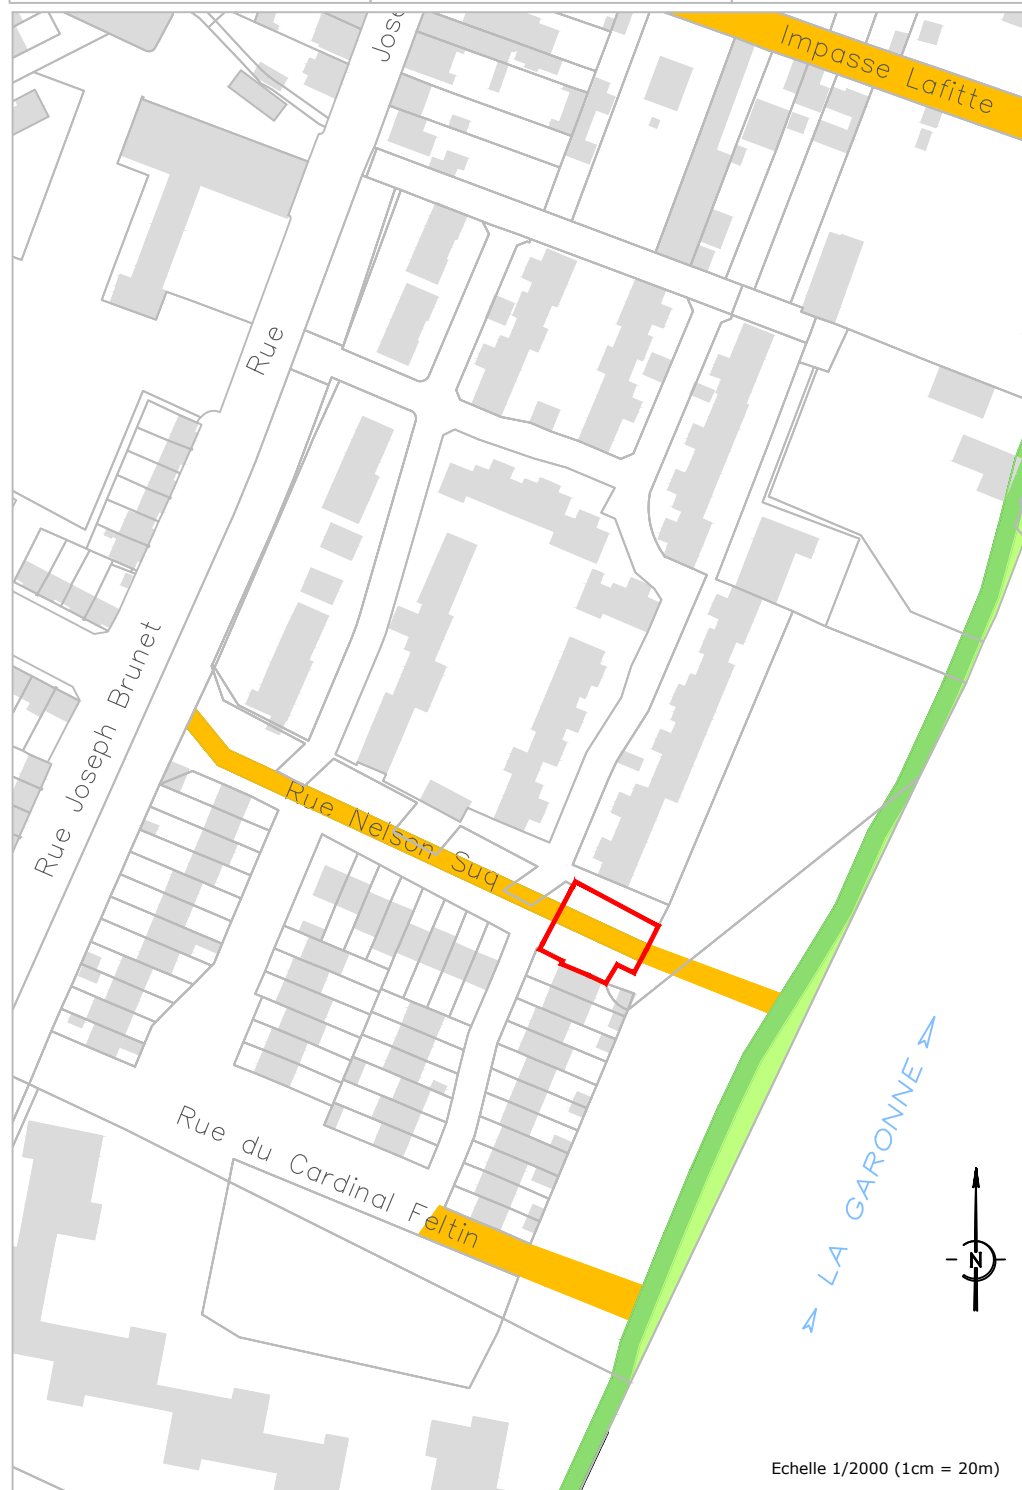 Jose
Impasse Lafitte
Rue
Rue Joseph Brunet
Rue Nelson Suq
Rue du Cardinal Feltin
LA GARONNE
N
Echelle 1/2000 (1cm = 20m)